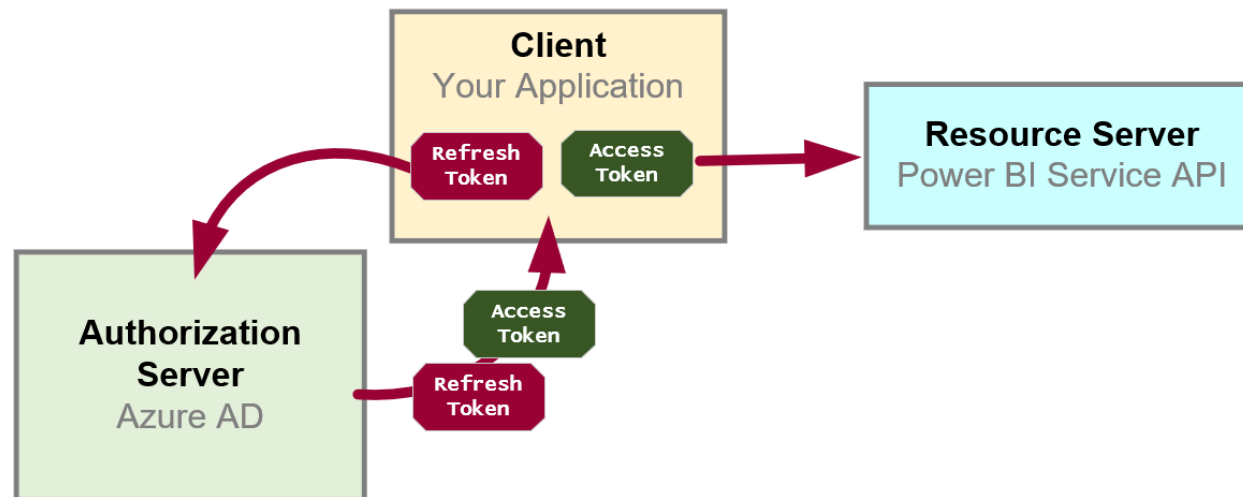 Client
Your Application
Refresh
Token
Access
Token
Resource Server
Power BI Service API
Authorization
Server
Azure AD
Access
Token
Refresh
Token